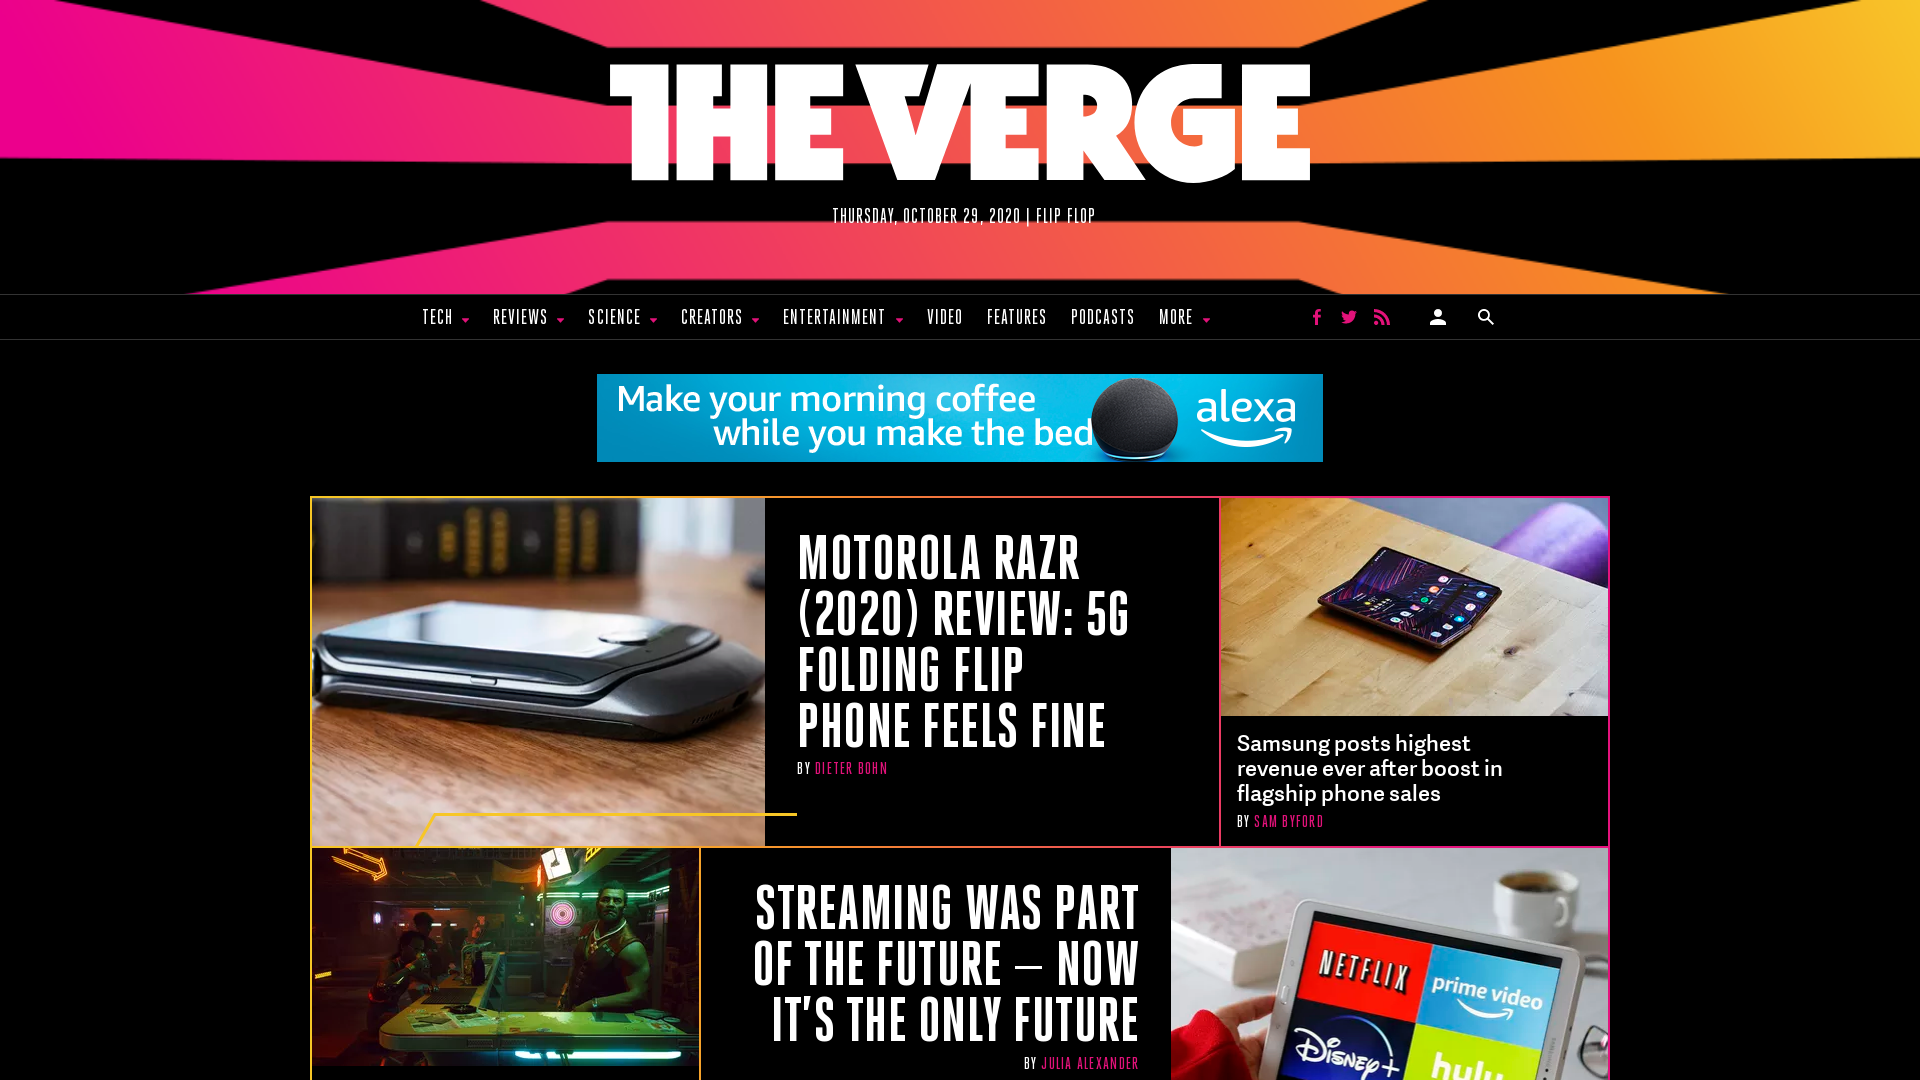 THE VERGE
THURSDAY, OCTOBER 29, 2020 | FLIP FLOP
TECH REVIEWS SCIENCE CREATORS ENTERTAINMENT VIDEO FEATURES PODCASTS MORE
Make your morning coffee
while you make the bed
alexa
MOTOROLA RAZR
(2020) REVIEW: 5G
FOLDING FLIP
PHONE FEELS FINE
BY DIETER BOHN
Samsung posts highest
revenue ever after boost in
flagship phone sales
BY SAM BYFORD
STREAMING WAS PART
OF THE FUTURE — NOW
IT’S THE ONLY FUTURE
BY JULIA ALEXANDER
NETFLIX
prime video
Disney+
hulu